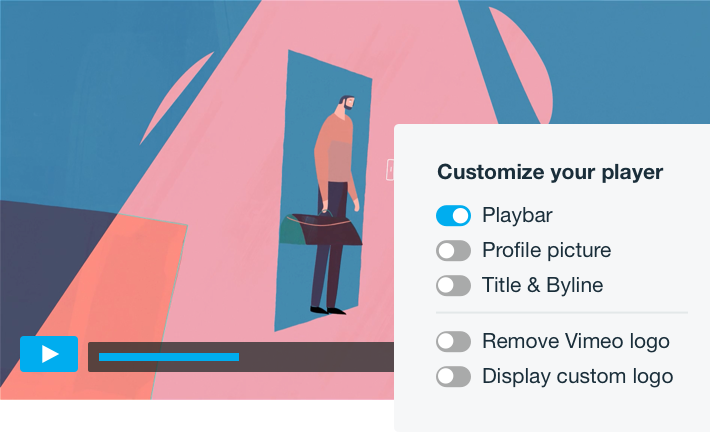 Customize your player
Playbar
Profile picture
Title & Byline
Remove Vimeo logo
Display custom logo